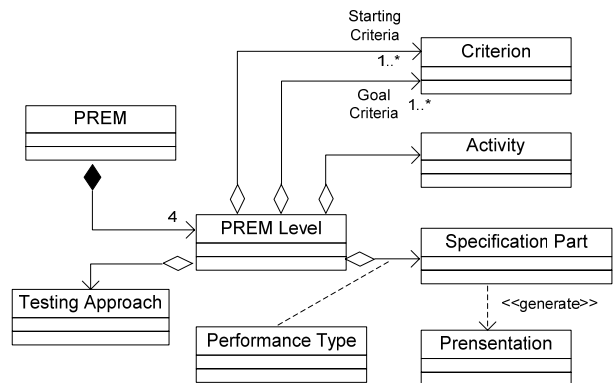 Starting
Criteria
1..*
Criterion
Goal
Criteria
1..*
PREM
Activity
4
PREM Level
Specification Part
Testing Approach
<<generate>>
Performance Type
Prensentation